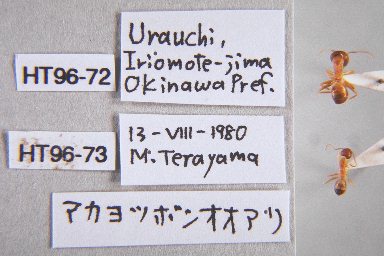 HT96-72
Urauchi,
Iriomote-jima
Okinawa Pref.
HT96-73
13-VIII-1980
M. Terayama
アカヨツボシオオアリ